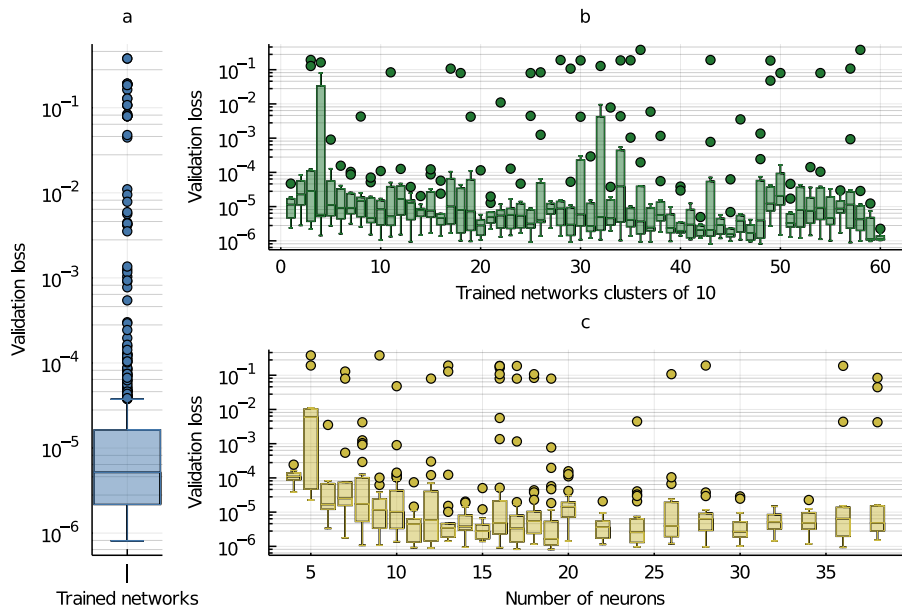 a
Validation loss
10⁻¹
10⁻²
10⁻³
10⁻⁴
10⁻⁵
10⁻⁶
Trained networks
b
Validation loss
10⁻¹
10⁻²
10⁻³
10⁻⁴
10⁻⁵
10⁻⁶
0 10 20 30 40 50 60
Trained networks clusters of 10
c
Validation loss
10⁻¹
10⁻²
10⁻³
10⁻⁴
10⁻⁵
10⁻⁶
5 10 15 20 25 30 35
Number of neurons